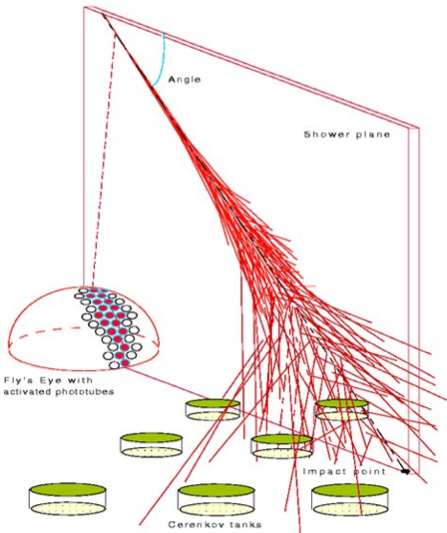 Angle
Shower plane
Fly's Eye with
activated phototubes
Impact point
Cerenkov tanks